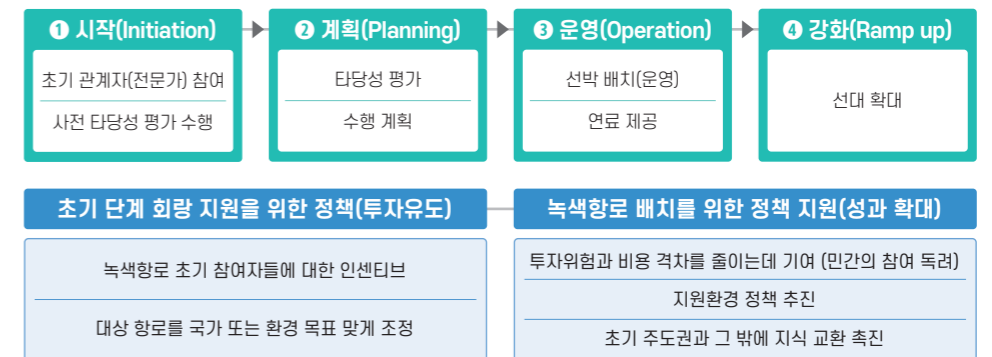 ❶ 시작(Initiation)
초기 관계자(전문가) 참여
사전 타당성 평가 수행
❷ 계획(Planning)
타당성 평가
수행 계획
❸ 운영(Operation)
선박 배치(운영)
연료 제공
❹ 강화(Ramp up)
선대 확대
초기 단계 회랑 지원을 위한 정책(투자유도)
녹색항로 초기 참여자들에 대한 인센티브
대상 항로를 국가 또는 환경 목표 맞게 조정
녹색항로 배치를 위한 정책 지원(성과 확대)
투자위험과 비용 격차를 줄이는데 기여 (민간의 참여 독려)
지원환경 정책 추진
초기 주도권과 그 밖에 지식 교환 촉진